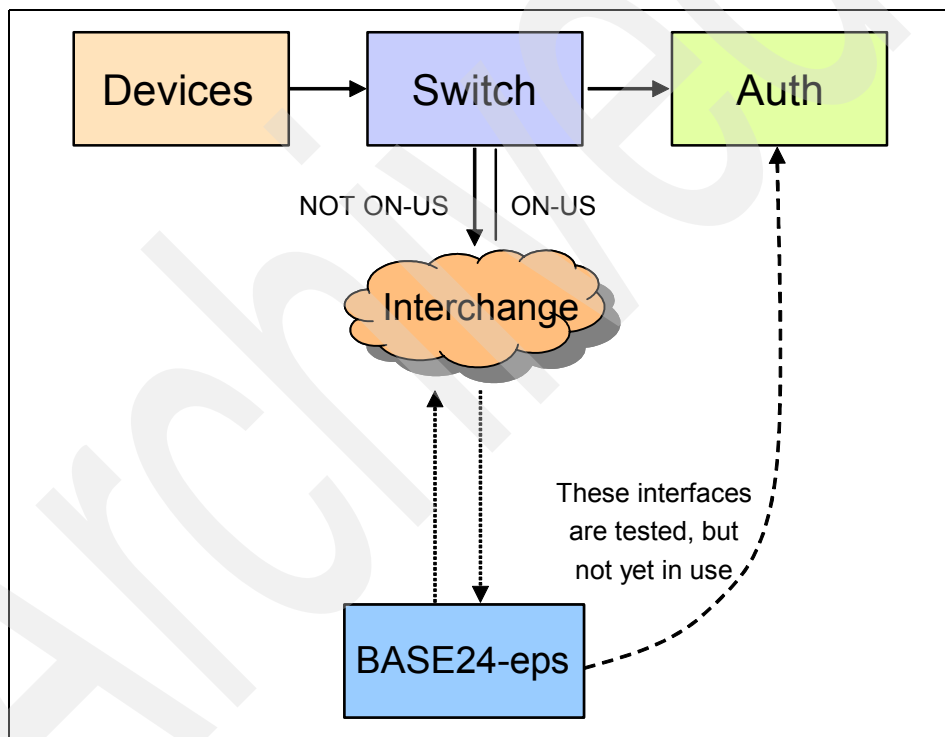 Devices
Switch
Auth
NOT ON-US
ON-US
Interchange
These interfaces
are tested, but
not yet in use
BASE24-eps
Archived